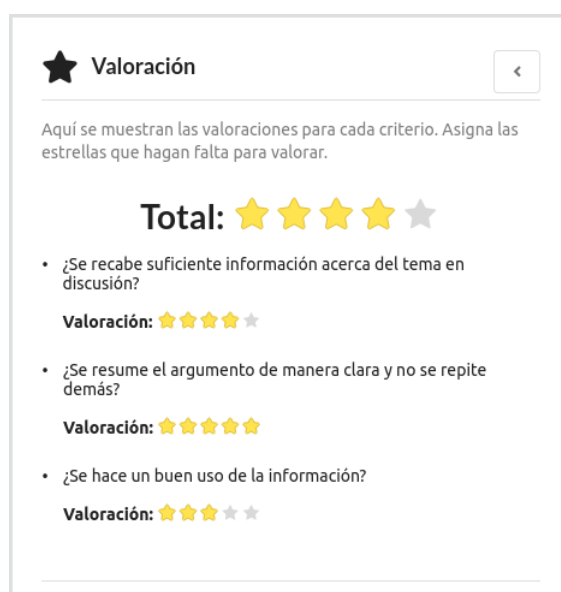 Valoración
Aquí se muestran las valoraciones para cada criterio. Asigna las
estrellas que hagan falta para valorar.
Total:
• ¿Se recabe suficiente información acerca del tema en
discusión?
Valoración:
• ¿Se resume el argumento de manera clara y no se repite
demás?
Valoración:
• ¿Se hace un buen uso de la información?
Valoración: